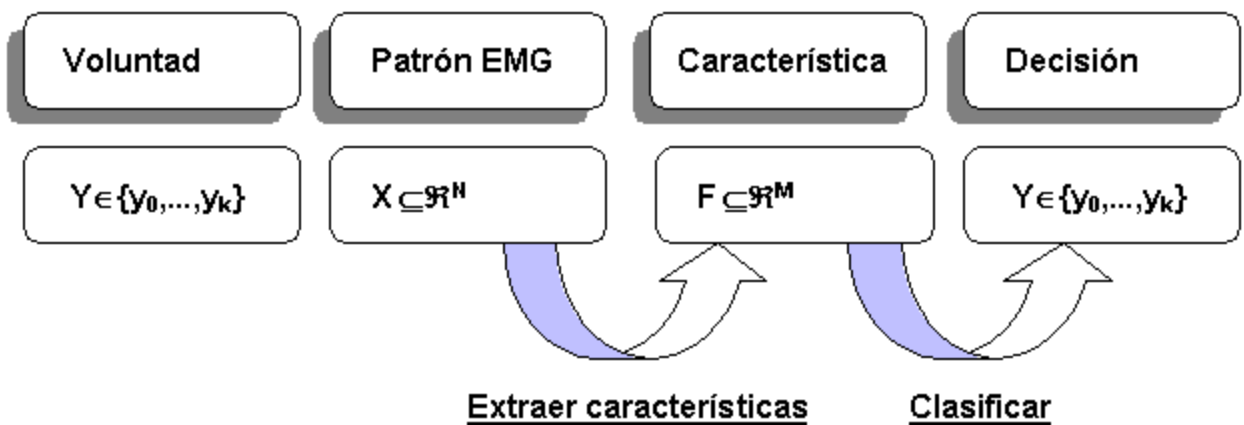 Voluntad
Patrón EMG
Característica
Decisión
Y∈{y₀,...,yₖ}
X⊆ℜᴺ
F⊆ℜᴹ
Y∈{y₀,...,yₖ}
Extraer características
Clasificar